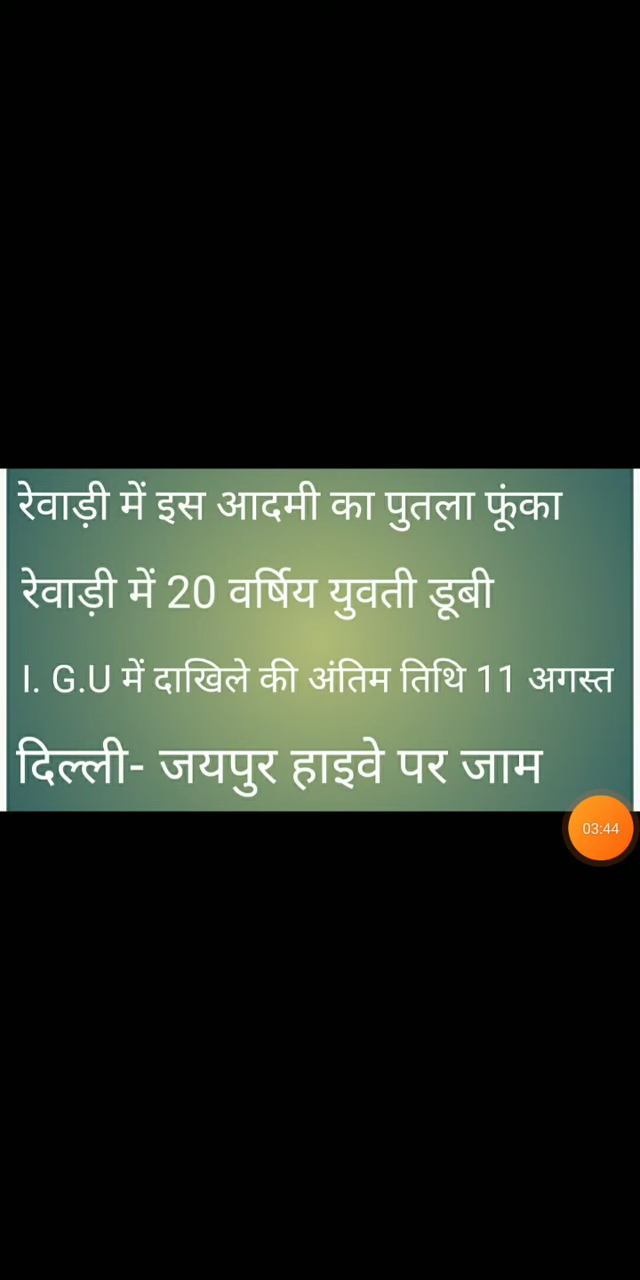 रेवाड़ी में इस आदमी का पुतला फूंका
रेवाड़ी में 20 वर्षिय युवती डूबी
I. G.U में दाखिले की अंतिम तिथि 11 अगस्त
दिल्ली- जयपुर हाइवे पर जाम
03:44